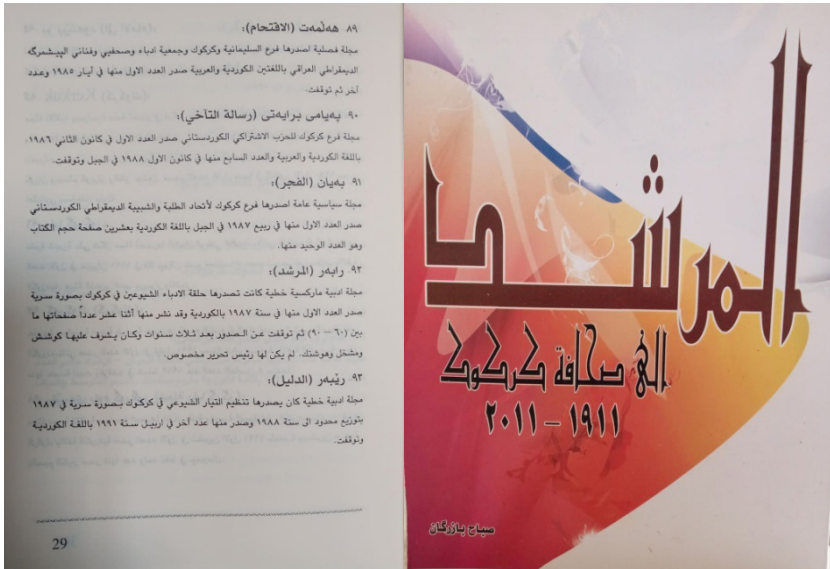 ٨٩ هەڵمەت (الاقتحام):
مجلة فصلية اصدرها فرع السليمانية وكركوك وجمعية ادباء وصحفيي وفناني الپيشمرگه
الديمقراطي العراقي باللغتين الكوردية والعربية صدر العدد الاول منها في آيار ١٩٨٥ وعدد
آخر ثم توقفت.
٩٠ پەيامى برايەتى (رسالة التآخي):
مجلة فرع كركوك للحزب الاشتراكي الكوردستاني صدر العدد الاول في كانون الثاني ١٩٨٦،
باللغة الكوردية والعربية والعدد السابع منها في كانون الاول ١٩٨٨ في الجبل وتوقفت.
٩١ بەيان (الفجر):
مجلة سياسية عامة اصدرها فرع كركوك لأتحاد الطلبة والشبيبة الديمقراطي الكوردستاني
صدر العدد الاول منها في ربيع ١٩٨٧ في الجبل باللغة الكوردية بعشرين صفحة حجم الكتاب
وهو العدد الوحيد منها.
٩٢ رابەر (المرشد):
مجلة ادبية ماركسية خطية كانت تصدرها حلقة الادباء الشيوعين في كركوك بصورة سرية
صدر العدد الاول منها في سنة ١٩٨٧ بالكوردية وقد نشر منها أثنا عشر عدداً صفحاتها ما
بين (٦٠ – ٩٠) ثم توقفت عن الصدور بعد ثلاث سنوات وكان يشرف عليها كوشش
ومشخل وهوشنك. لم يكن لها رئيس تحرير مخصوص.
٩٣ رێبەر (الدليل):
مجلة ادبية خطية كان يصدرها تنظيم التيار الشيوعي في كركوك بصورة سرية في ١٩٨٧
بتوزيع محدود الى سنة ١٩٨٨ وصدر منها عدد آخر في اربيل سنة ١٩٩١ باللغة الكوردية
وتوقفت.
29
المرشد
الى صحافة كركوك
١٩١١ – ٢٠١١
صباح بازركان